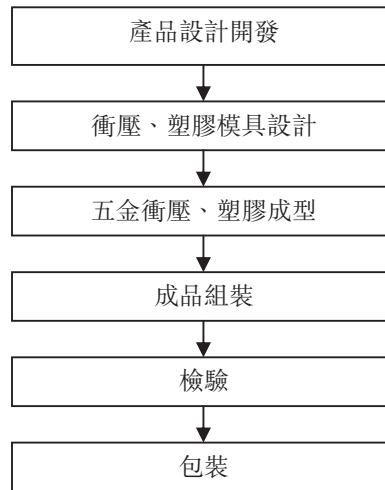 產品設計開發
衝壓、塑膠模具設計
五金衝壓、塑膠成型
成品組裝
檢驗
包裝